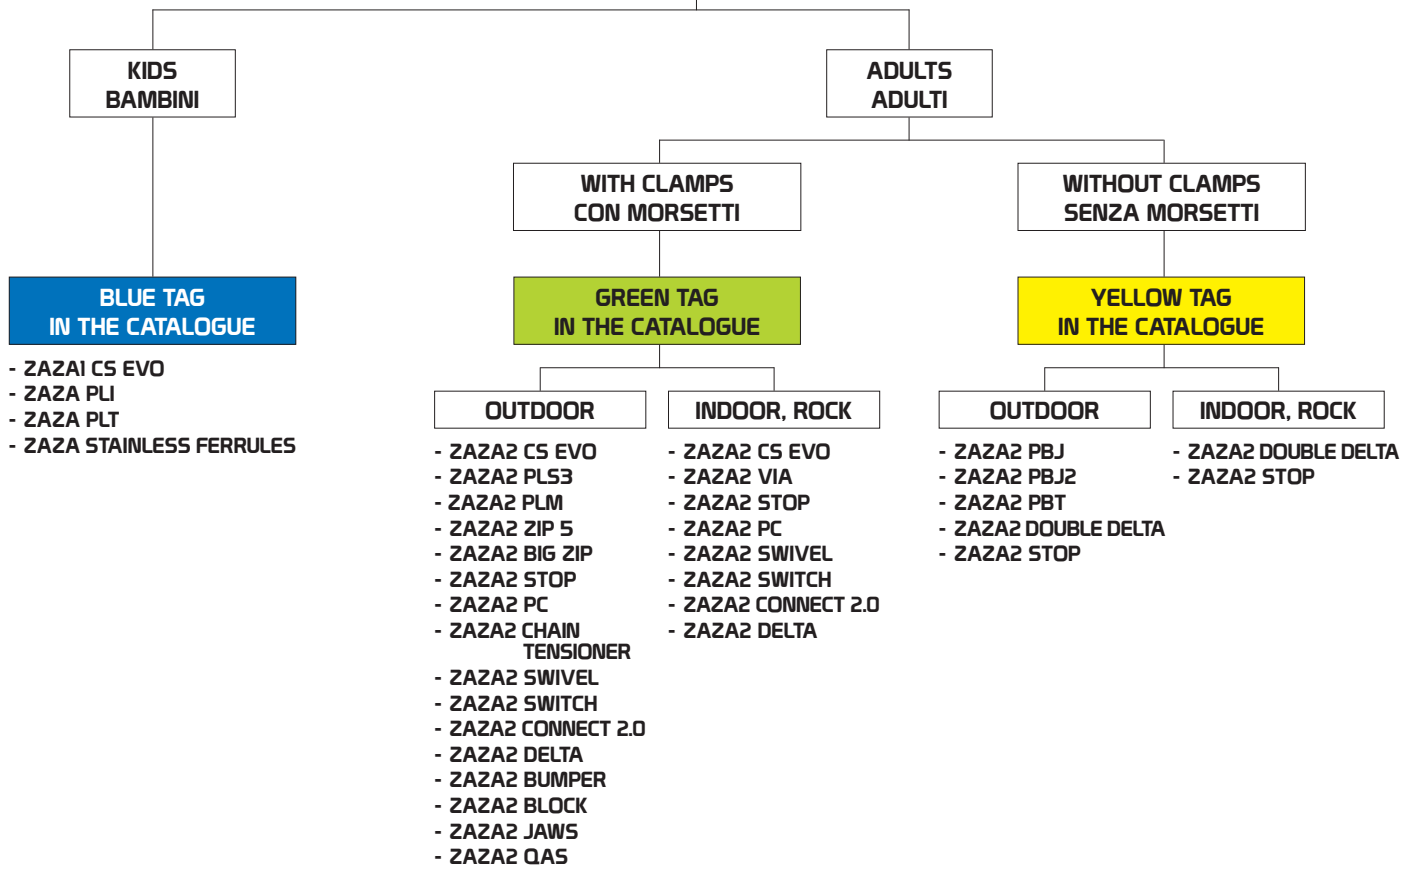 KIDS
BAMBINI
ADULTS
ADULTI
WITH CLAMPS
CON MORSETTI
WITHOUT CLAMPS
SENZA MORSETTI
BLUE TAG
IN THE CATALOGUE
GREEN TAG
IN THE CATALOGUE
YELLOW TAG
IN THE CATALOGUE
- ZAZA1 CS EVO
- ZAZA PLI
- ZAZA PLT
- ZAZA STAINLESS FERRULES
OUTDOOR
- ZAZA2 CS EVO
- ZAZA2 PLS3
- ZAZA2 PLM
- ZAZA2 ZIP 5
- ZAZA2 BIG ZIP
- ZAZA2 STOP
- ZAZA2 PC
- ZAZA2 CHAIN
TENSIONER
- ZAZA2 SWIVEL
- ZAZA2 SWITCH
- ZAZA2 CONNECT 2.0
- ZAZA2 DELTA
- ZAZA2 BUMPER
- ZAZA2 BLOCK
- ZAZA2 JAWS
- ZAZA2 QAS
INDOOR, ROCK
- ZAZA2 CS EVO
- ZAZA2 VIA
- ZAZA2 STOP
- ZAZA2 PC
- ZAZA2 SWIVEL
- ZAZA2 SWITCH
- ZAZA2 CONNECT 2.0
- ZAZA2 DELTA
OUTDOOR
- ZAZA2 PBJ
- ZAZA2 PBJ2
- ZAZA2 PBT
- ZAZA2 DOUBLE DELTA
- ZAZA2 STOP
INDOOR, ROCK
- ZAZA2 DOUBLE DELTA
- ZAZA2 STOP